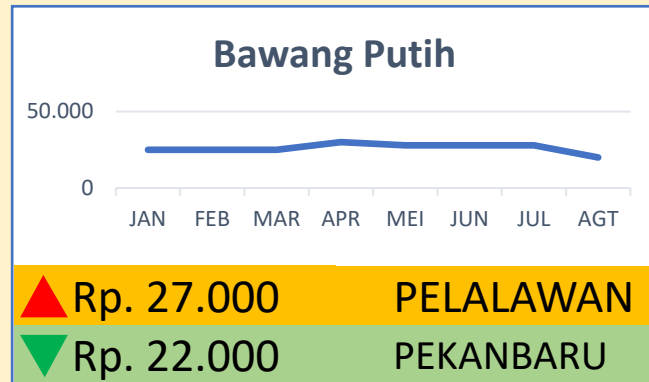 Bawang Putih
50.000
0
JAN FEB MAR APR MEI JUN JUL AGT
Rp. 27.000 PELALAWAN
Rp. 22.000 PEKANBARU